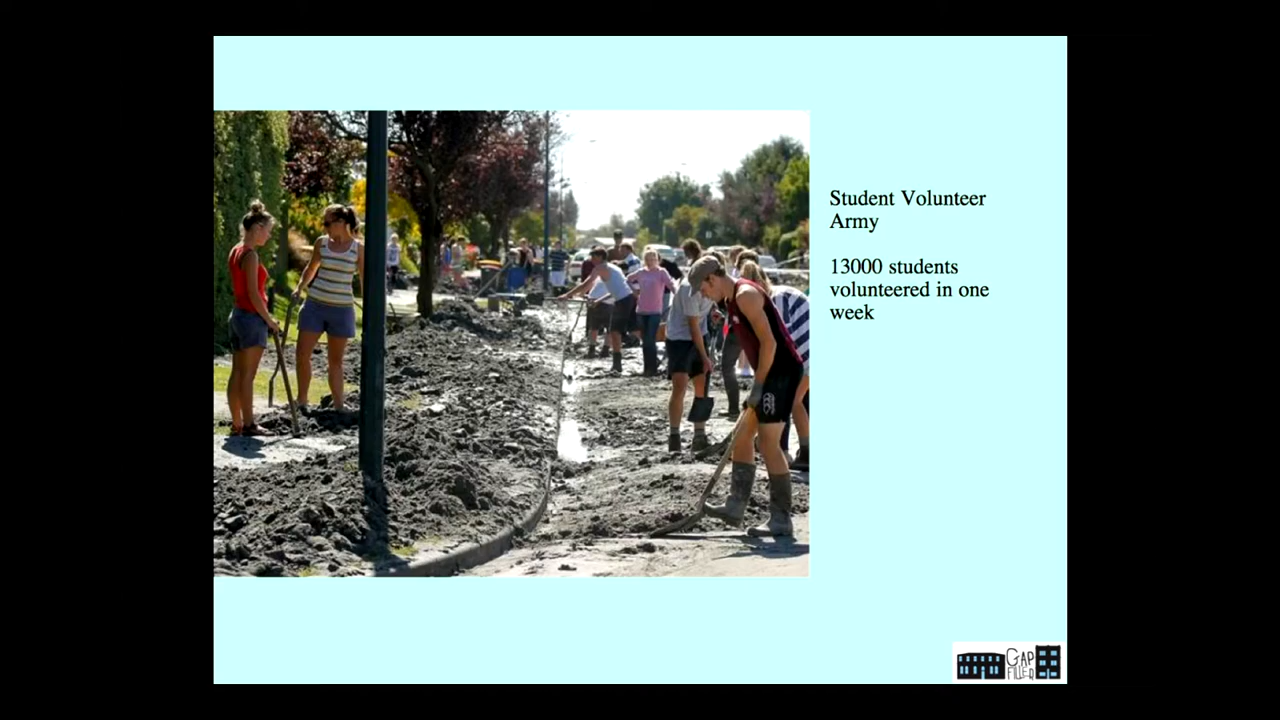 Student Volunteer
Army
13000 students
volunteered in one
week
GAP
FILLER